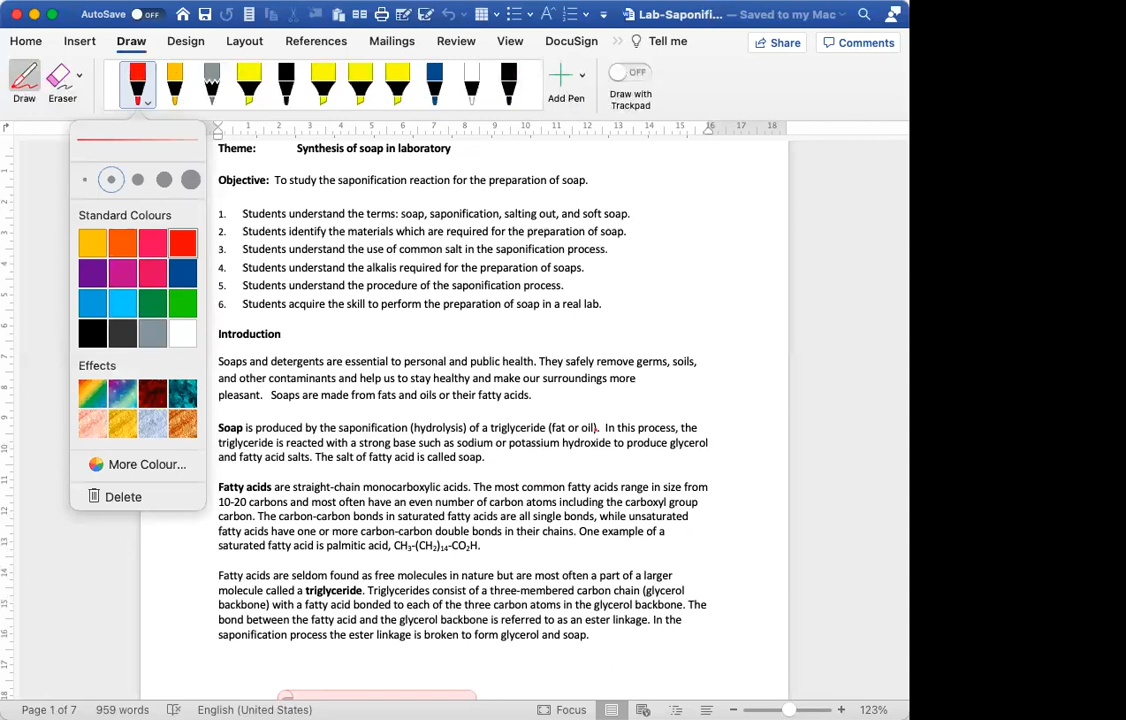 AutoSave OFF
Lab-Saponifi... — Saved to my Mac
Home Insert Draw Design Layout References Mailings Review View DocuSign Tell me
Share Comments
OFF
Draw Eraser Add Pen Draw with Trackpad
1 2 3 4 5 6 7 8 9 10 11 12 13 14 15 16 17 18
Theme: Synthesis of soap in laboratory
Objective: To study the saponification reaction for the preparation of soap.
1. Students understand the terms: soap, saponification, salting out, and soft soap.
2. Students identify the materials which are required for the preparation of soap.
3. Students understand the use of common salt in the saponification process.
4. Students understand the alkalis required for the preparation of soaps.
5. Students understand the procedure of the saponification process.
6. Students acquire the skill to perform the preparation of soap in a real lab.
Introduction
Soaps and detergents are essential to personal and public health. They safely remove germs, soils,
and other contaminants and help us to stay healthy and make our surroundings more
pleasant. Soaps are made from fats and oils or their fatty acids.
Soap is produced by the saponification (hydrolysis) of a triglyceride (fat or oil). In this process, the
triglyceride is reacted with a strong base such as sodium or potassium hydroxide to produce glycerol
and fatty acid salts. The salt of fatty acid is called soap.
Fatty acids are straight-chain monocarboxylic acids. The most common fatty acids range in size from
10-20 carbons and most often have an even number of carbon atoms including the carboxyl group
carbon. The carbon-carbon bonds in saturated fatty acids are all single bonds, while unsaturated
fatty acids have one or more carbon-carbon double bonds in their chains. One example of a
saturated fatty acid is palmitic acid, CH₃-(CH₂)₁₄-CO₂H.
Fatty acids are seldom found as free molecules in nature but are most often a part of a larger
molecule called a triglyceride. Triglycerides consist of a three-membered carbon chain (glycerol
backbone) with a fatty acid bonded to each of the three carbon atoms in the glycerol backbone. The
bond between the fatty acid and the glycerol backbone is referred to as an ester linkage. In the
saponification process the ester linkage is broken to form glycerol and soap.
Standard Colours
Effects
More Colour...
Delete
Page 1 of 7 959 words English (United States) Focus 123%